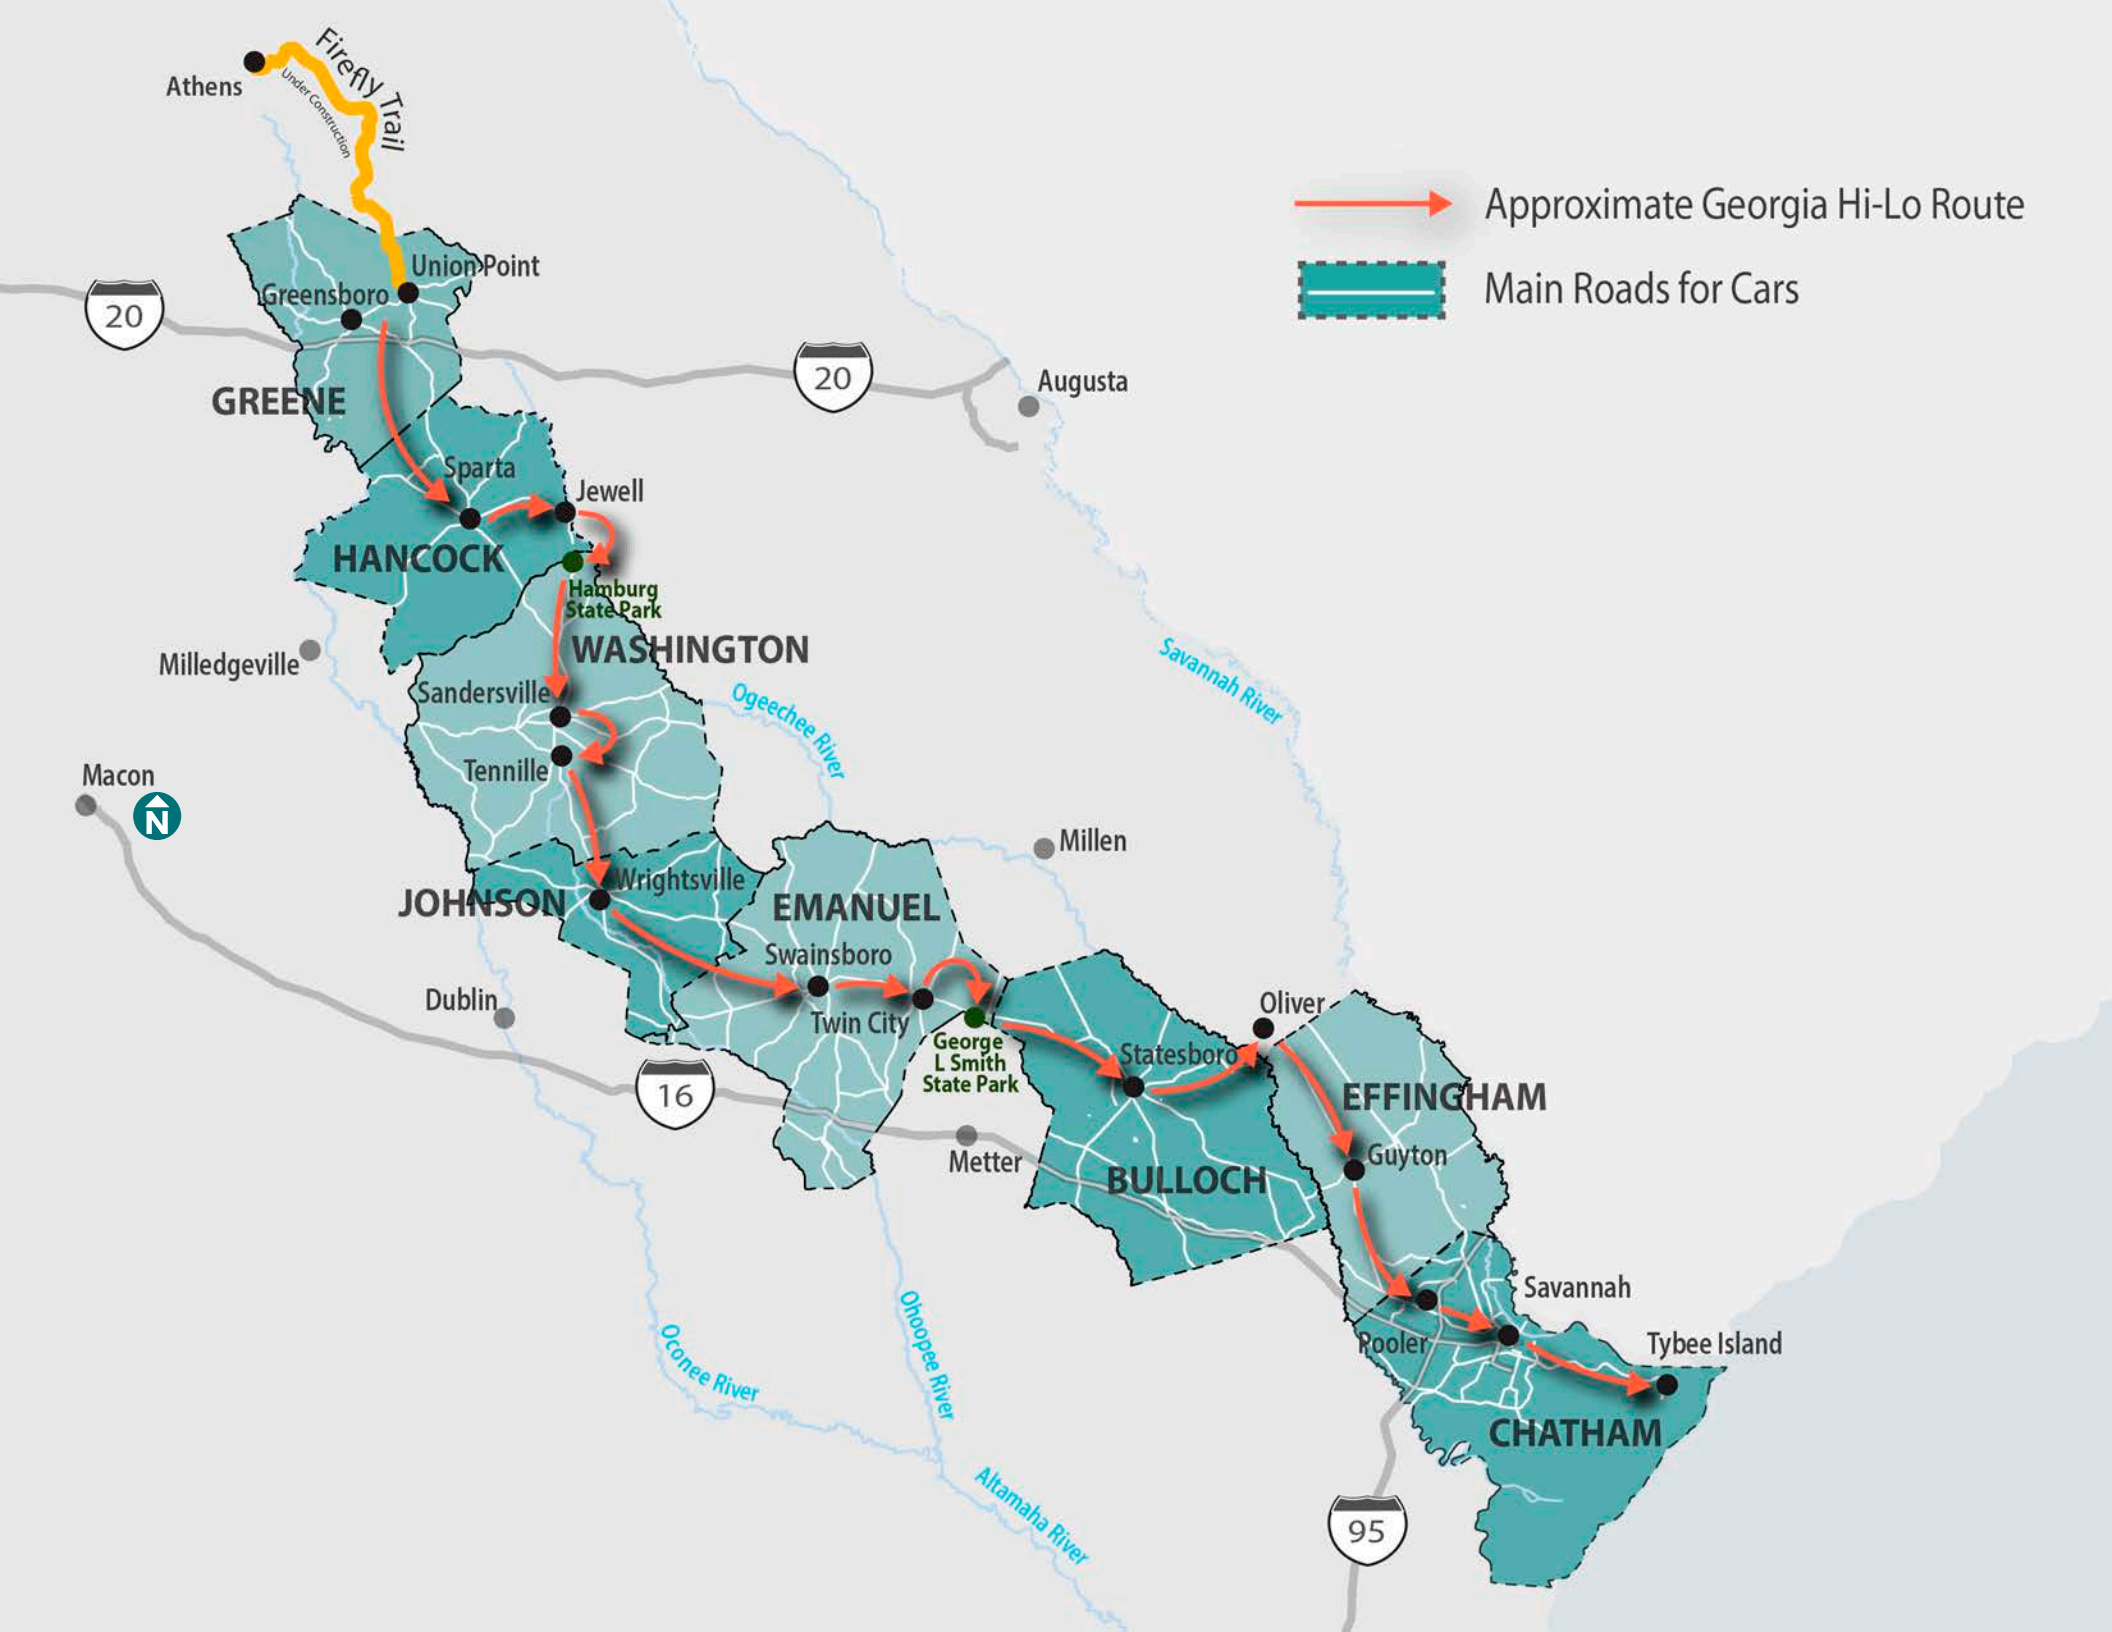 Firefly Trail
Under Construction
Athens
Approximate Georgia Hi-Lo Route
Main Roads for Cars
Union Point
Greensboro
20
20
Augusta
GREENE
Sparta
Jewell
HANCOCK
Hamburg
State Park
Milledgeville
WASHINGTON
Savannah River
Sandersville
Ogeechee River
Tennille
Macon
N
Millen
Wrightsville
JOHNSON
EMANUEL
Swainsboro
Dublin
Twin City
Oliver
George
L Smith
State Park
Statesboro
16
EFFINGHAM
Metter
Guyton
BULLOCH
Savannah
Ohoopee River
Oconee River
Pooler
Tybee Island
CHATHAM
Altamaha River
95